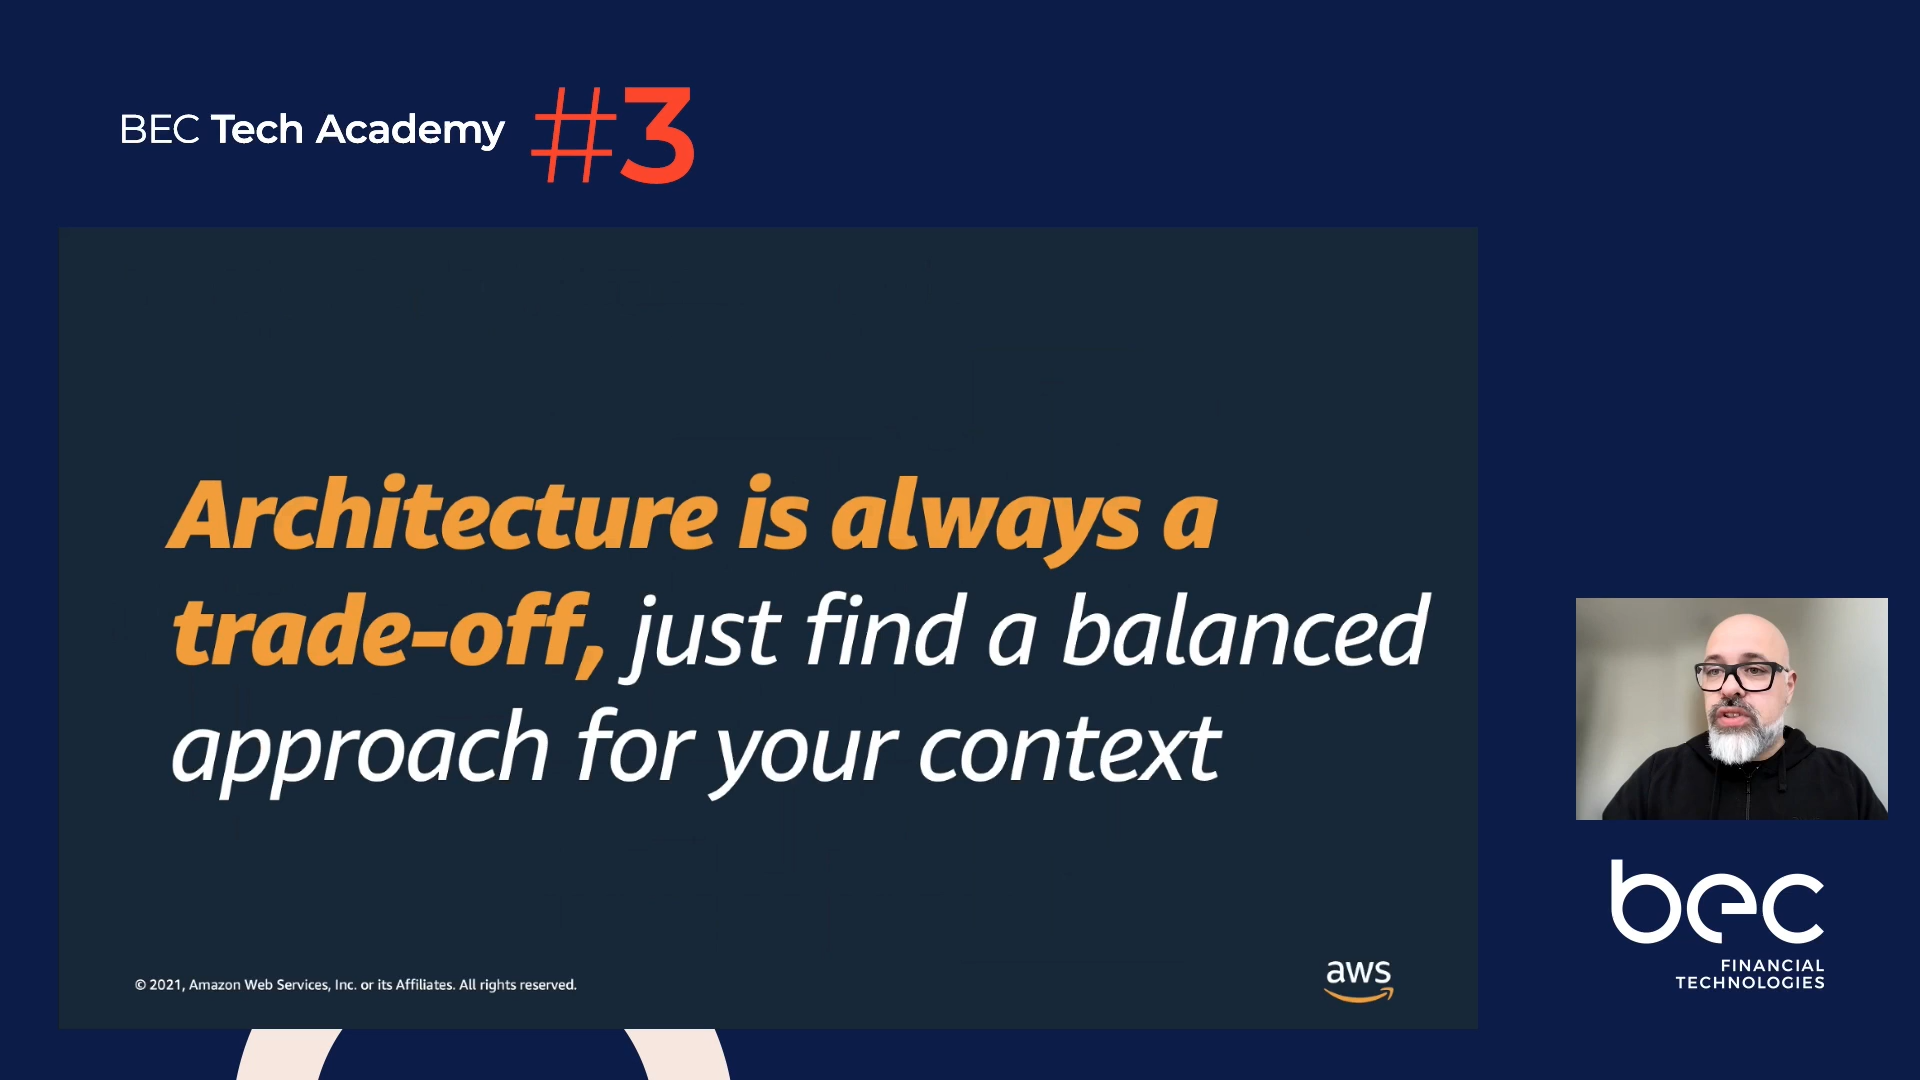 BEC Tech Academy #3
Architecture is always a
trade-off, just find a balanced
approach for your context
© 2021, Amazon Web Services, Inc. or its Affiliates. All rights reserved.
aws
bec
FINANCIAL
TECHNOLOGIES